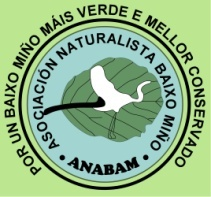 POR UN BAIXO MIÑO MÁIS VERDE E MELLOR CONSERVADO
ASOCIACIÓN NATURALISTA BAIXO MIÑO
· ANABAM ·